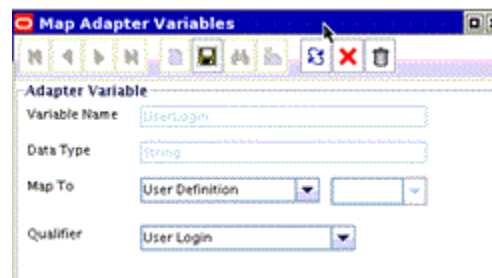 Map Adapter Variables
Adapter Variable
Variable Name UserLogin
Data Type String
Map To User Definition
Qualifier User Login